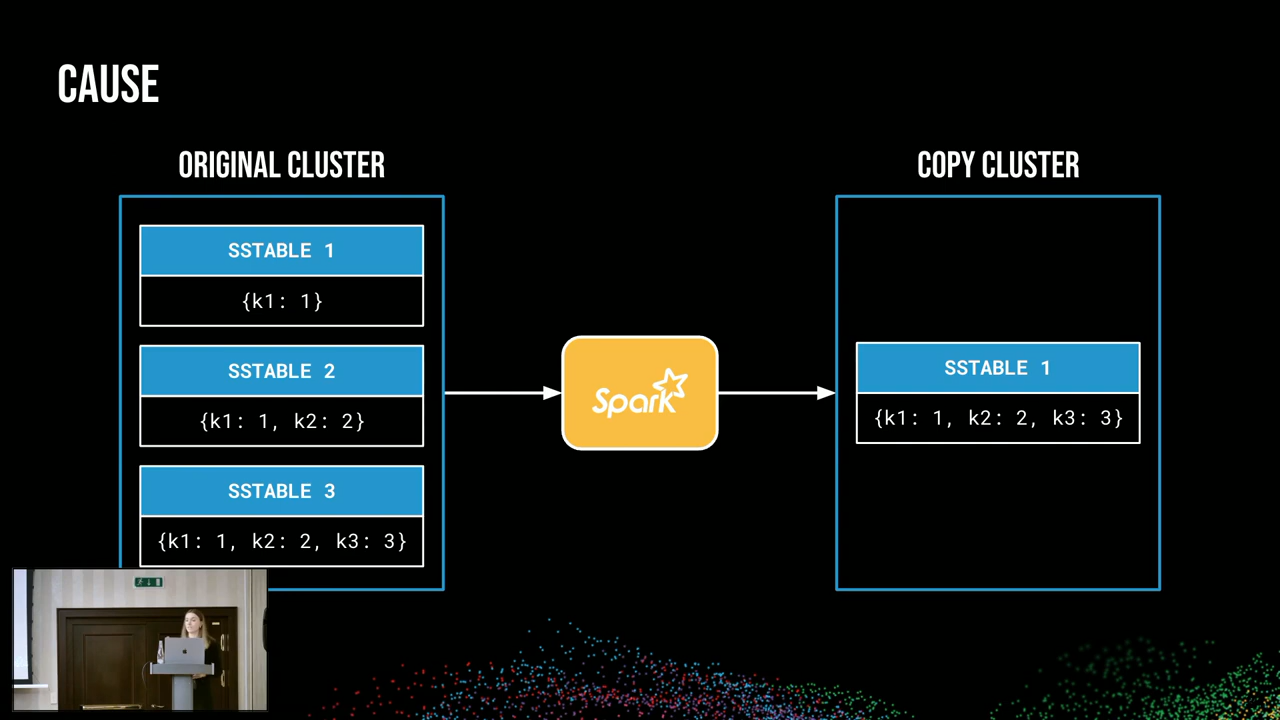 CAUSE
ORIGINAL CLUSTER
SSTABLE 1
{k1: 1}
SSTABLE 2
{k1: 1, k2: 2}
SSTABLE 3
{k1: 1, k2: 2, k3: 3}
Spark
COPY CLUSTER
SSTABLE 1
{k1: 1, k2: 2, k3: 3}